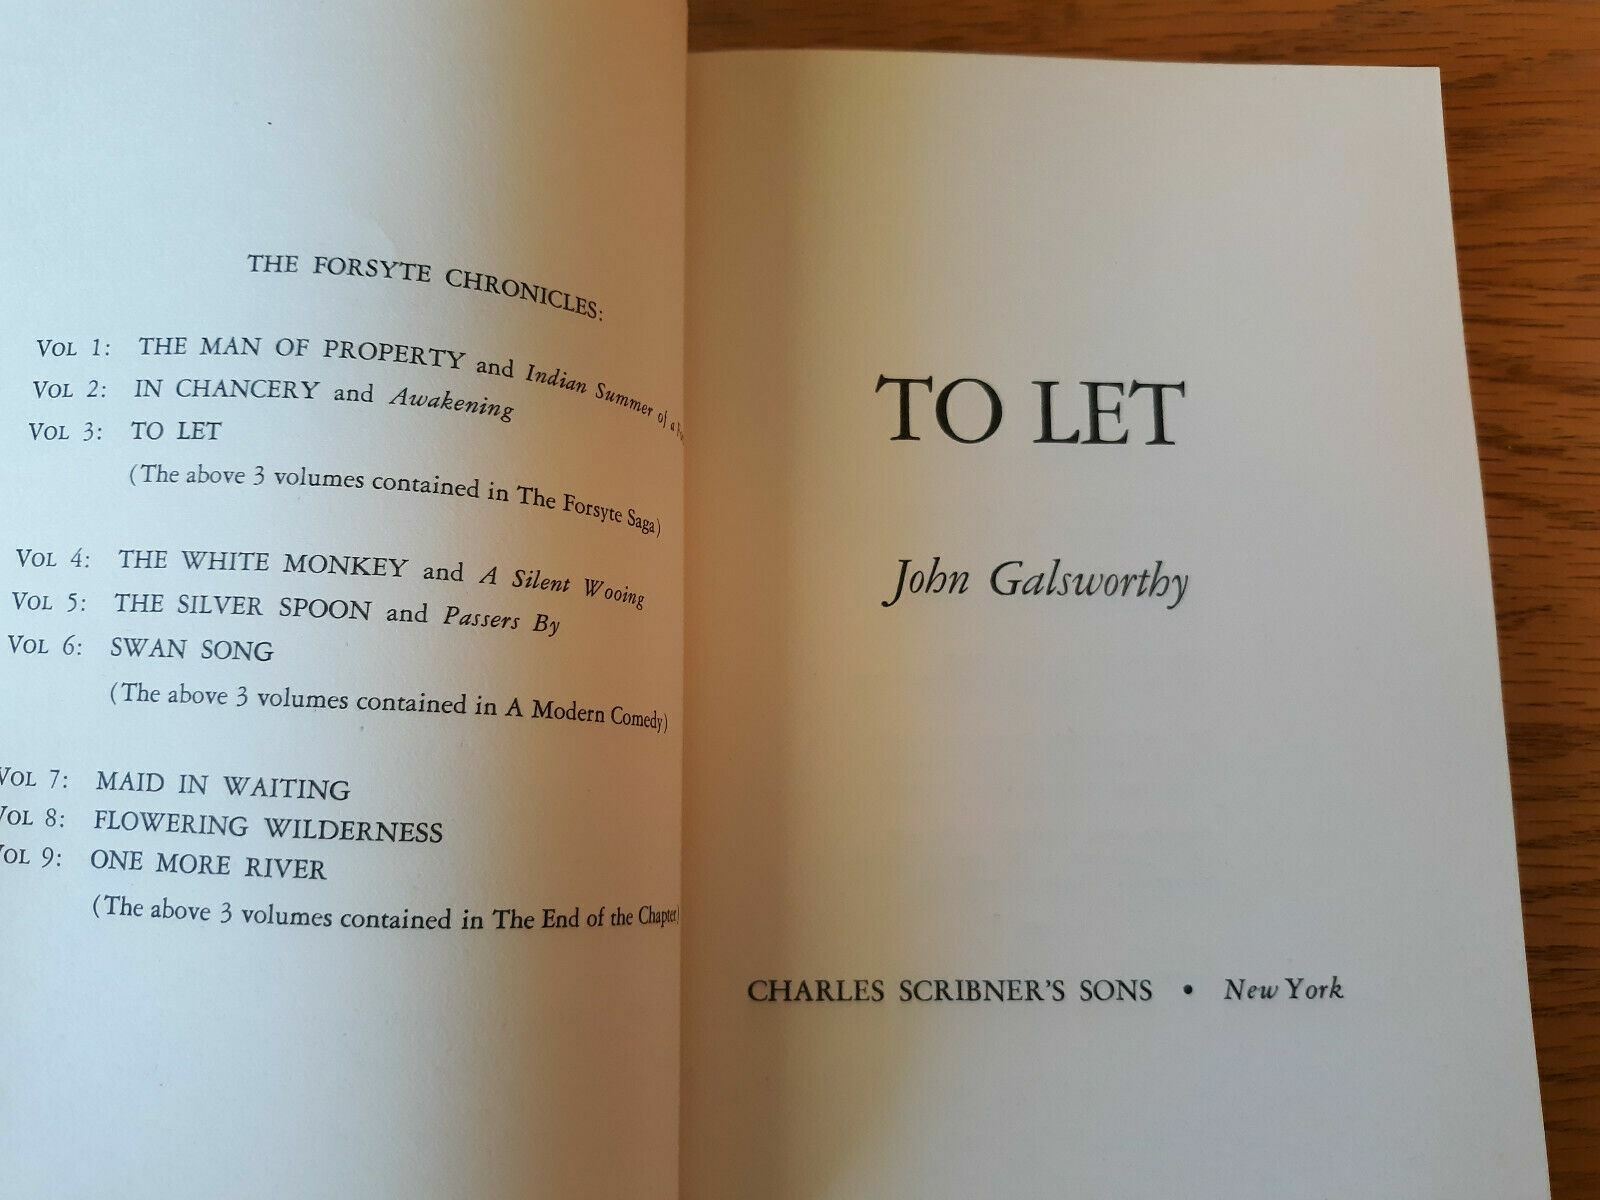 THE FORSYTE CHRONICLES:
VOL 1: THE MAN OF PROPERTY and Indian Summer of a
VOL 2: IN CHANCERY and Awakening
VOL 3: TO LET
(The above 3 volumes contained in The Forsyte Saga)
VOL 4: THE WHITE MONKEY and A Silent Wooing
VOL 5: THE SILVER SPOON and Passers By
VOL 6: SWAN SONG
(The above 3 volumes contained in A Modern Comedy)
VOL 7: MAID IN WAITING
VOL 8: FLOWERING WILDERNESS
VOL 9: ONE MORE RIVER
(The above 3 volumes contained in The End of the Chapter)
TO LET
John Galsworthy
CHARLES SCRIBNER'S SONS • New York